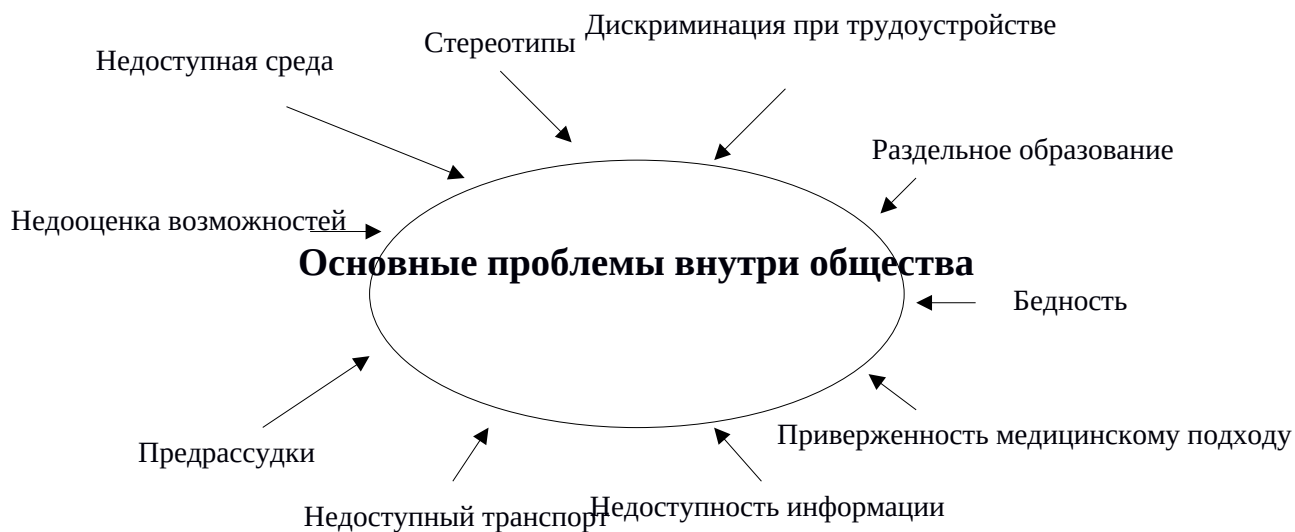 Дискриминация при трудоустройстве
Стереотипы
Недоступная среда
Раздельное образование
Недооценка возможностей
Основные проблемы внутри общества
Бедность
Приверженность медицинскому подходу
Предрассудки
Недоступность информации
Недоступный транспорт